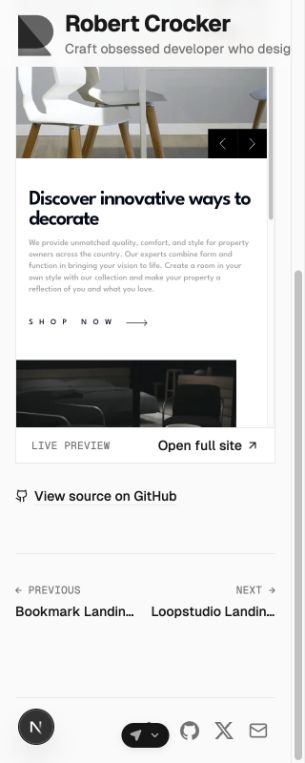 Robert Crocker
Craft obsessed developer who desig
Discover innovative ways to
decorate
We provide unmatched quality, comfort, and style for property
owners across the country. Our experts combine form and
function in bringing your vision to life. Create a room in your
own style with our collection and make your property a
reflection of you and what you love.
SHOP NOW
LIVE PREVIEW
Open full site ↗
View source on GitHub
← PREVIOUS
NEXT →
Bookmark Landin...
Loopstudio Landin...
N